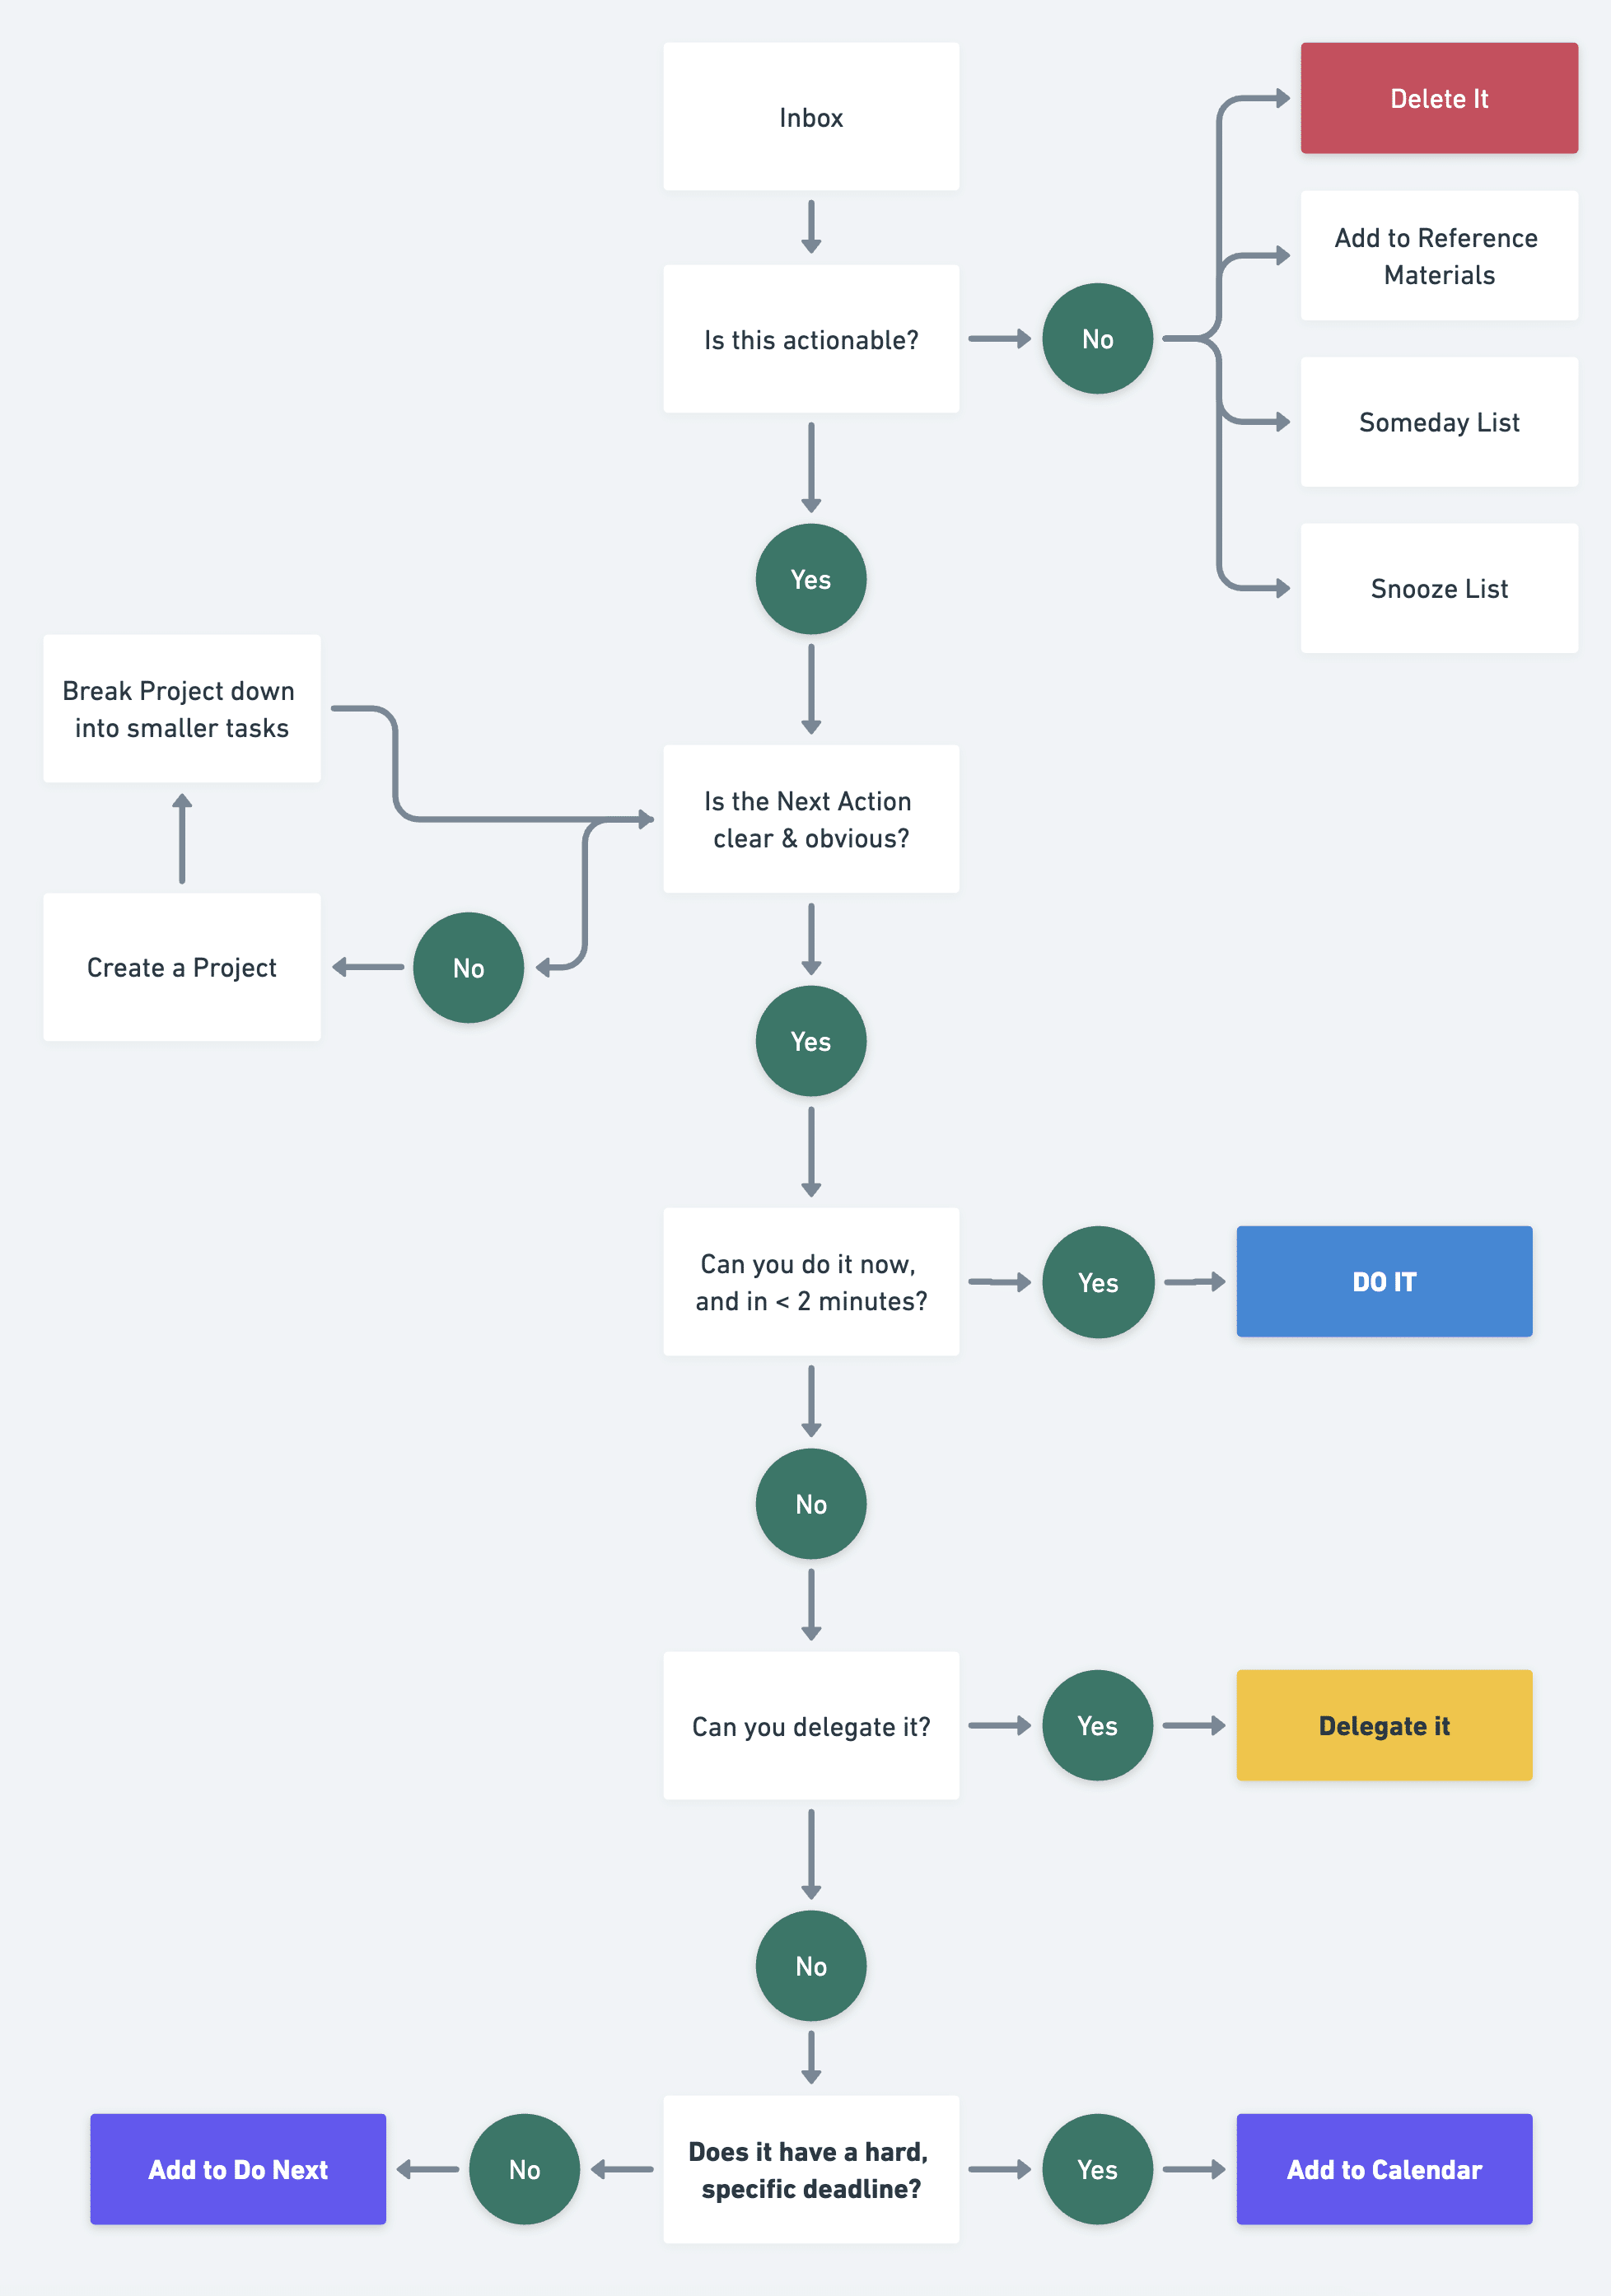 Inbox
Delete It
Add to Reference
Materials
Is this actionable?
No
Someday List
Yes
Snooze List
Break Project down
into smaller tasks
Is the Next Action
clear & obvious?
Create a Project
No
Yes
Can you do it now,
and in < 2 minutes?
Yes
DO IT
No
Can you delegate it?
Yes
Delegate it
No
Does it have a hard,
specific deadline?
No
Add to Do Next
Yes
Add to Calendar